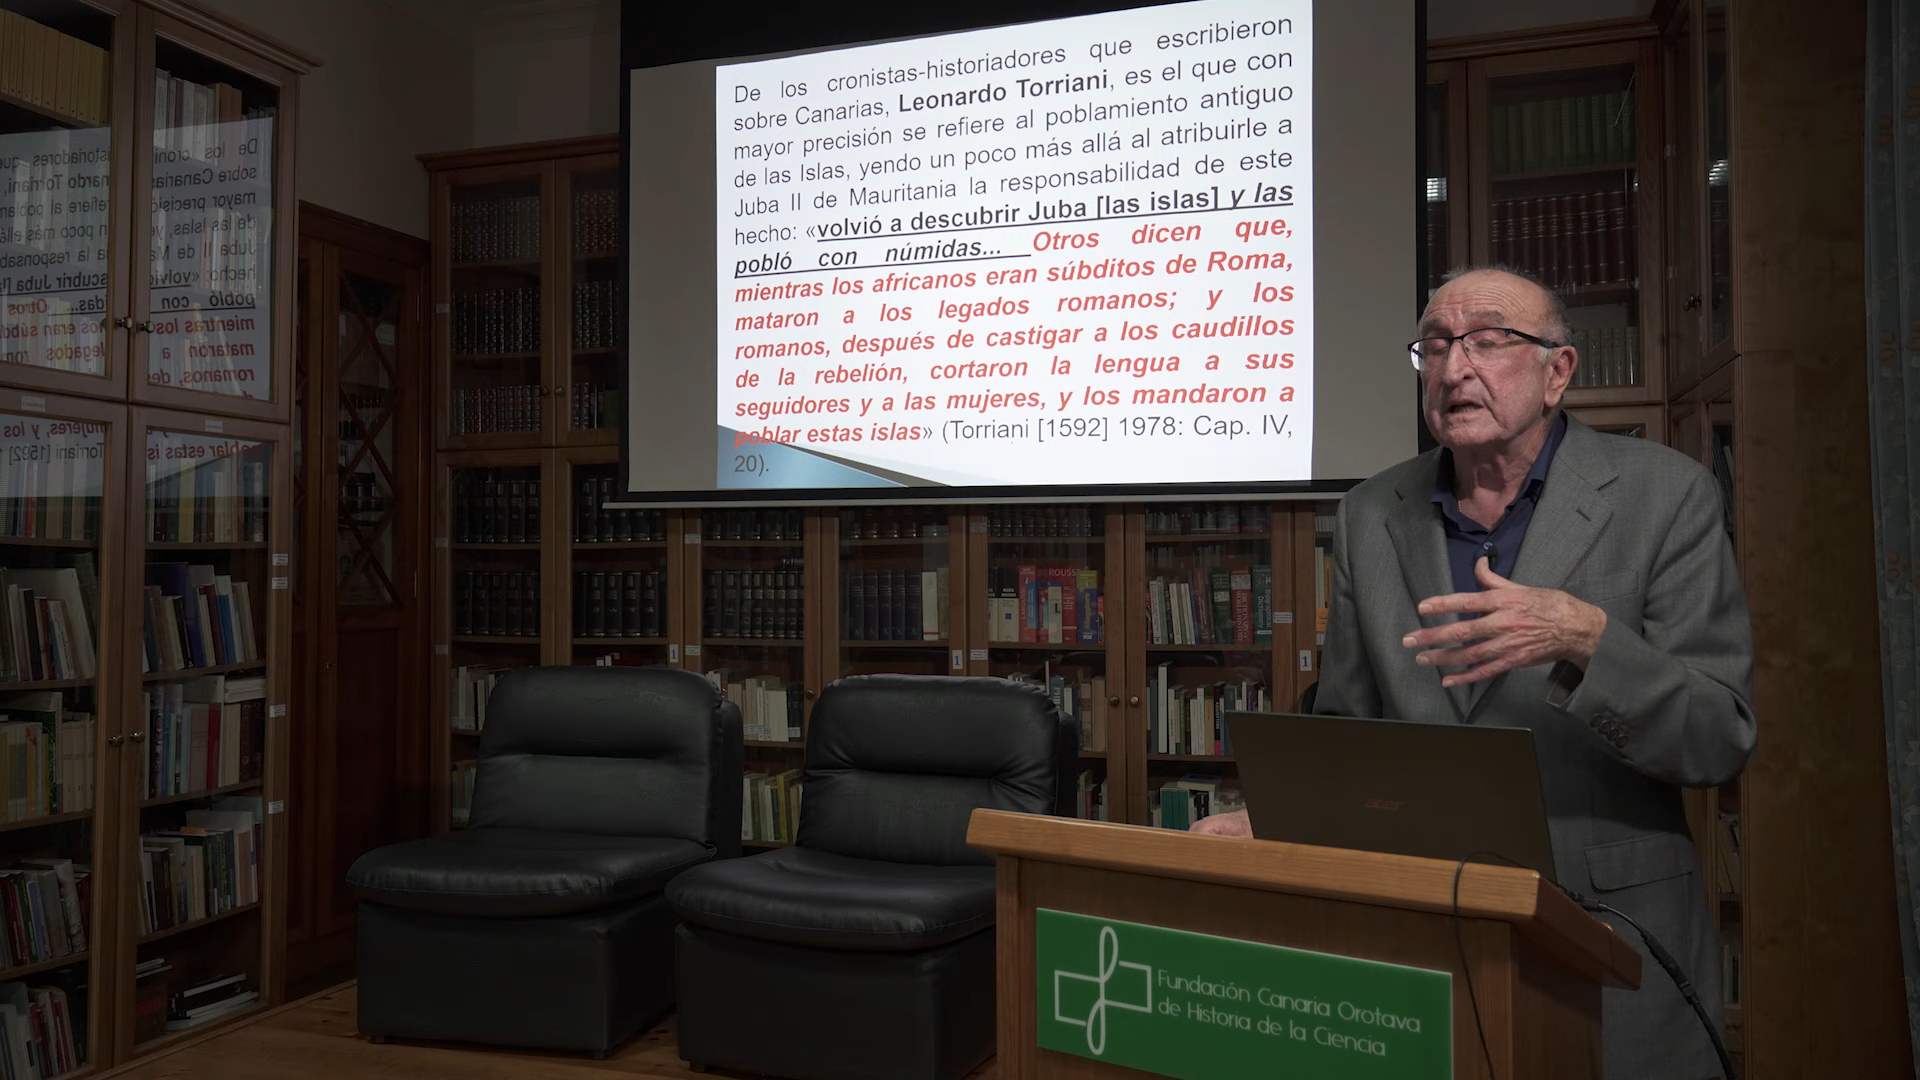 De los cronistas-historiadores que escribieron
sobre Canarias, Leonardo Torriani, es el que con
mayor precisión se refiere al poblamiento antiguo
de las Islas, yendo un poco más allá al atribuirle a
Juba II de Mauritania la responsabilidad de este
hecho: «volvió a descubrir Juba [las islas] y las
pobló con númidas... Otros dicen que,
mientras los africanos eran súbditos de Roma,
mataron a los legados romanos; y los
romanos, después de castigar a los caudillos
de la rebelión, cortaron la lengua a sus
seguidores y a las mujeres, y los mandaron a
poblar estas islas» (Torriani [1592] 1978: Cap. IV,
20).
ROUSS
1
1
1
acer
Fundación Canaria Orotava
de Historia de la Ciencia